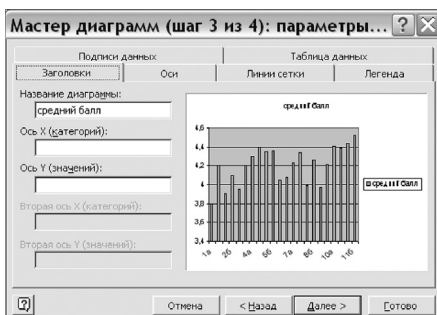 Мастер диаграмм (шаг 3 из 4): параметры...
Подписи данных
Таблица данных
Заголовки
Оси
Линии сетки
Легенда
Название диаграммы:
средний балл
Ось X (категорий):
Ось Y (значений):
Вторая ось X (категорий):
Вторая ось Y (значений):
средний балл
4,6
4,4
4,2
4
3,8
3,6
3,4
1а
2б
4а
6б
7а
8б
10а
11б
средний балл
Отмена
< Назад
Далее >
Готово